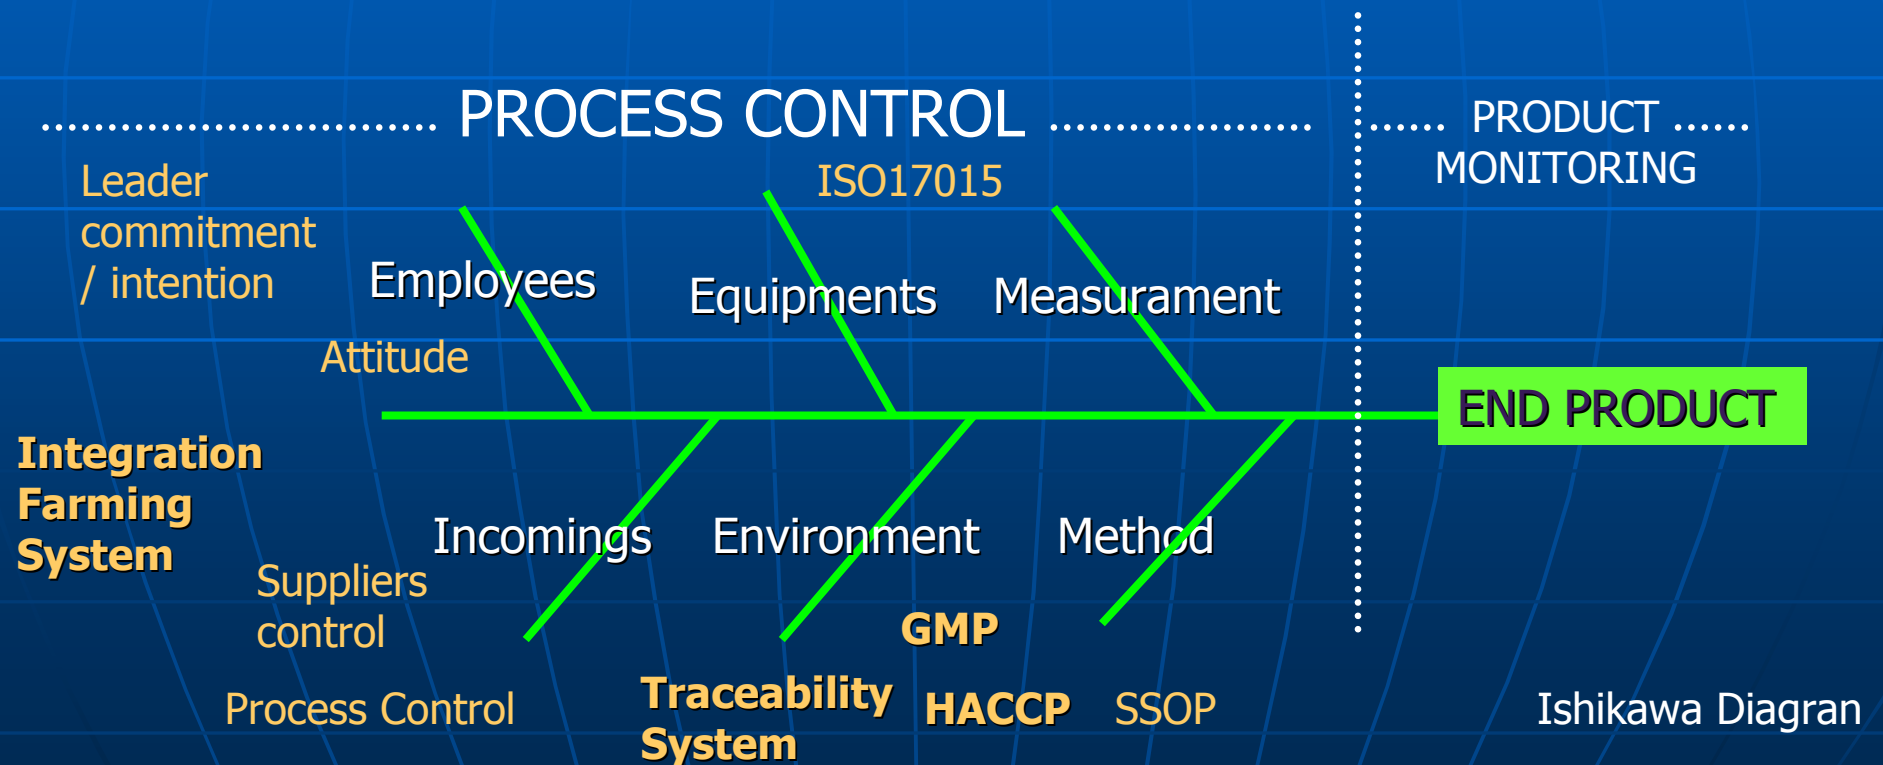 PROCESS CONTROL
PRODUCT
MONITORING
Leader
commitment
/ intention
ISO17015
Employees
Equipments
Measurament
Attitude
END PRODUCT
Integration
Farming
System
Incomings
Environment
Method
Suppliers
control
GMP
Process Control
Traceability
System
HACCP
SSOP
Ishikawa Diagran